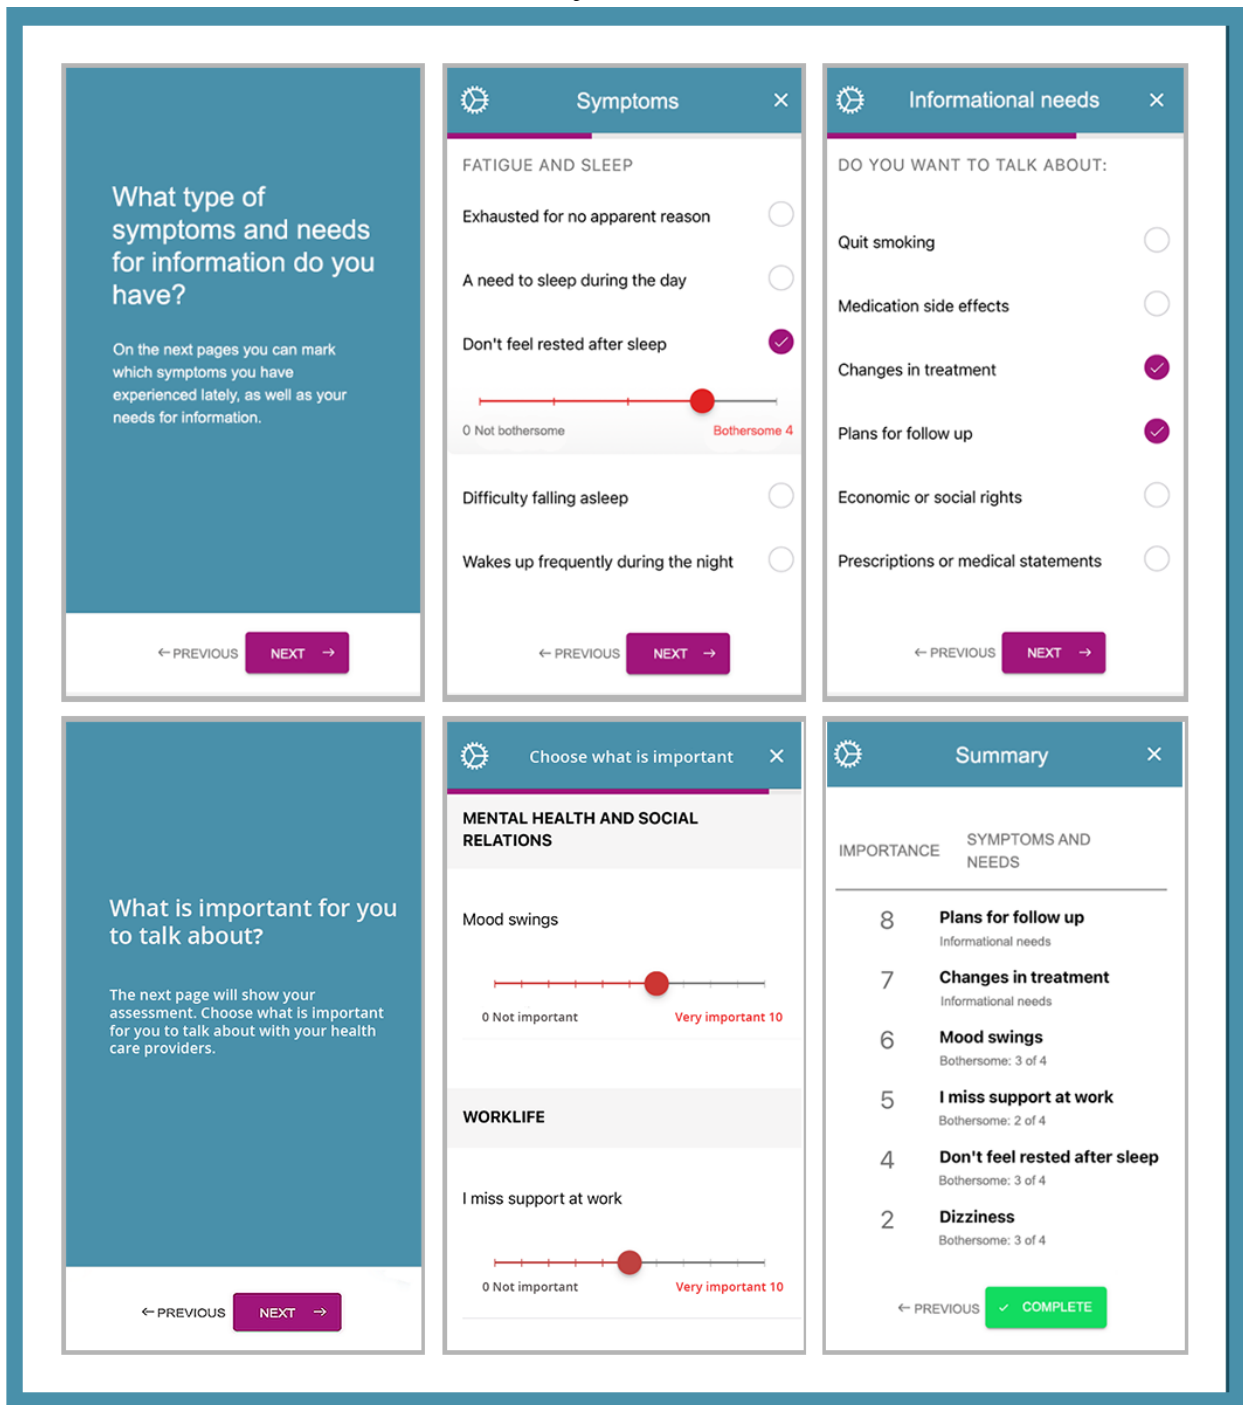 What type of
symptoms and needs
for information do you
have?
On the next pages you can mark
which symptoms you have
experienced lately, as well as your
needs for information.
← PREVIOUS NEXT →
Symptoms ×
FATIGUE AND SLEEP
Exhausted for no apparent reason
A need to sleep during the day
Don't feel rested after sleep
0 Not bothersome Bothersome 4
Difficulty falling asleep
Wakes up frequently during the night
← PREVIOUS NEXT →
Informational needs ×
DO YOU WANT TO TALK ABOUT:
Quit smoking
Medication side effects
Changes in treatment
Plans for follow up
Economic or social rights
Prescriptions or medical statements
← PREVIOUS NEXT →
What is important for you
to talk about?
The next page will show your
assessment. Choose what is important
for you to talk about with your health
care providers.
← PREVIOUS NEXT →
Choose what is important ×
MENTAL HEALTH AND SOCIAL
RELATIONS
Mood swings
0 Not important Very important 10
WORKLIFE
I miss support at work
0 Not important Very important 10
Summary ×
IMPORTANCE SYMPTOMS AND
NEEDS
8 Plans for follow up
Informational needs
7 Changes in treatment
Informational needs
6 Mood swings
Bothersome: 3 of 4
5 I miss support at work
Bothersome: 2 of 4
4 Don't feel rested after sleep
Bothersome: 3 of 4
2 Dizziness
Bothersome: 3 of 4
← PREVIOUS ✓ COMPLETE